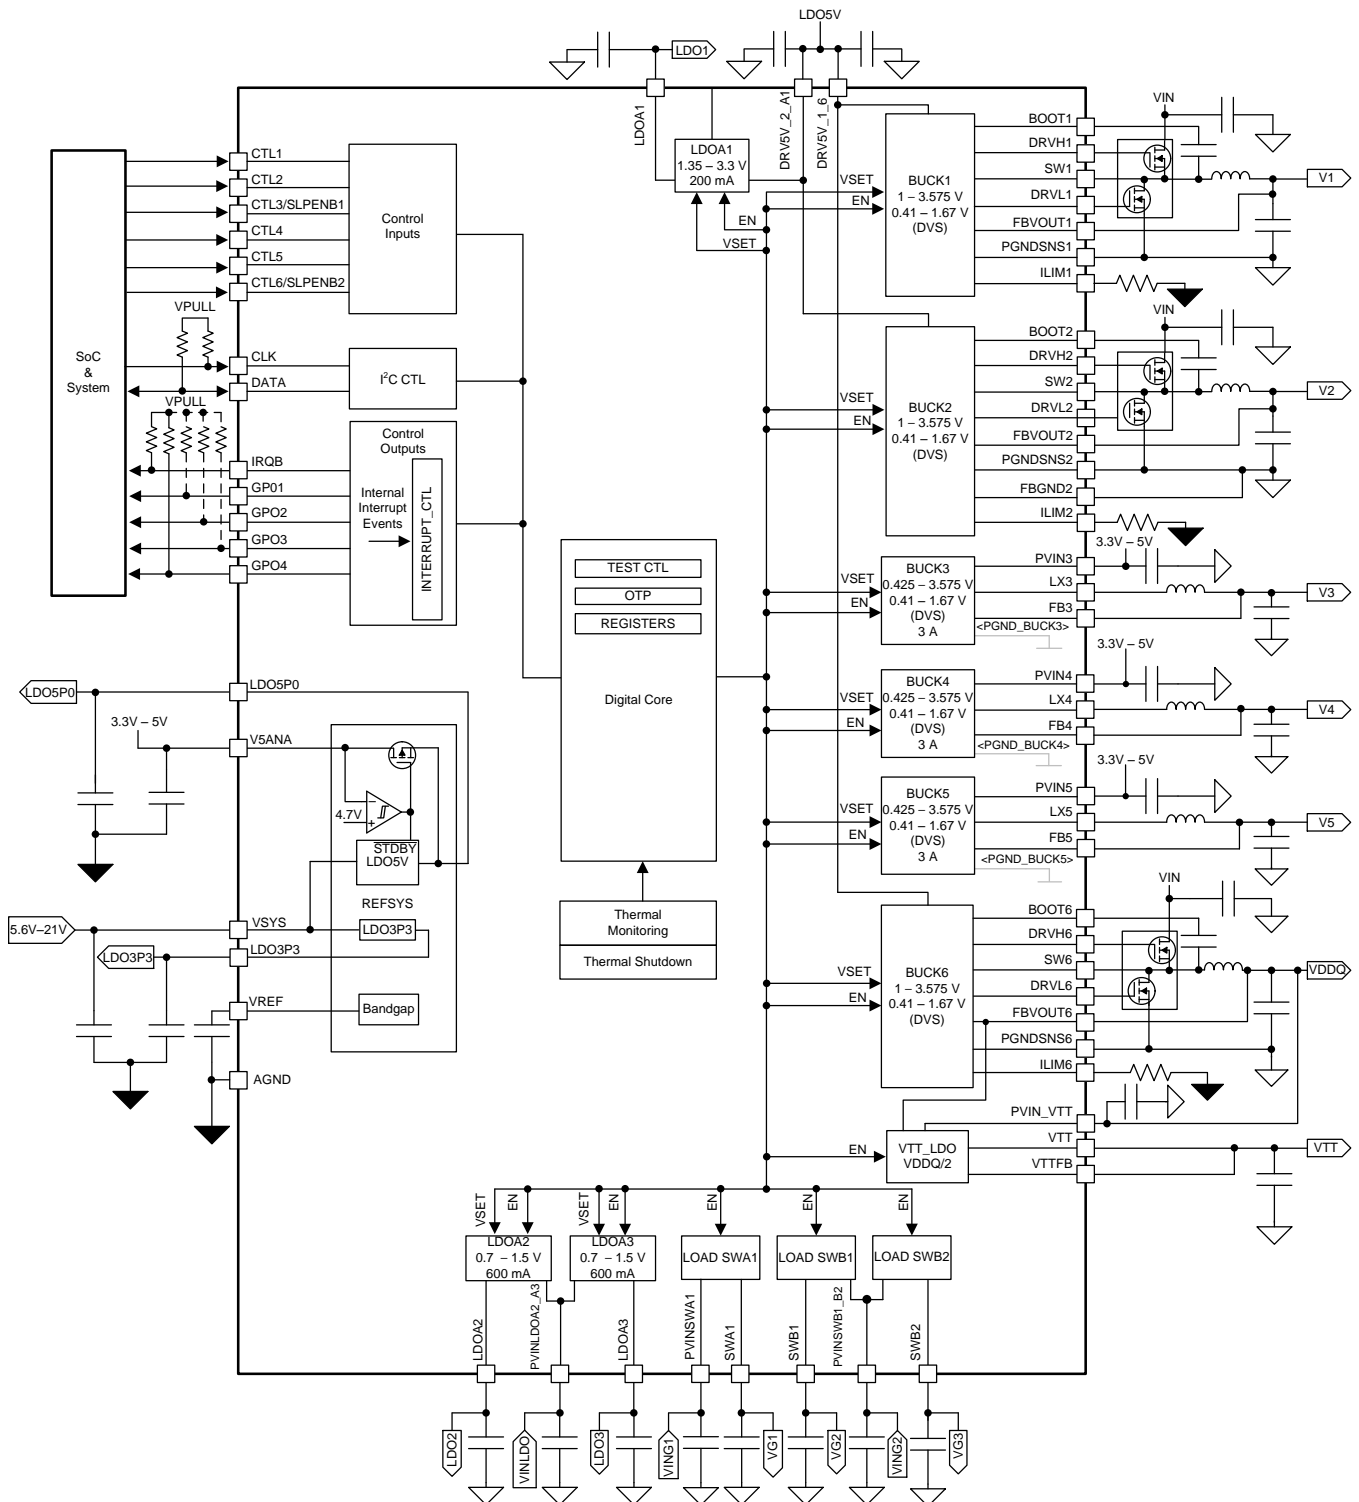 LDO5V
LDO1
LDOA1
DRV5V_2_A1
DRV5V_1_6
LDOA1
1.35 – 3.3 V
200 mA
EN
VSET
SoC
&
System
CTL1
CTL2
CTL3/SLPENB1
CTL4
CTL5
CTL6/SLPENB2
Control
Inputs
VPULL
CLK
DATA
I²C CTL
VPULL
IRQB
GP01
GPO2
GPO3
GPO4
Control
Outputs
Internal
Interrupt
Events
INTERRUPT_CTL
TEST CTL
OTP
REGISTERS
Digital Core
Thermal
Monitoring
Thermal Shutdown
LDO5P0
LDO5P0
3.3V – 5V
V5ANA
4.7V
–
+
STDBY
LDO5V
REFSYS
5.6V–21V
VSYS
LDO3P3
LDO3P3
LDO3P3
VREF
Bandgap
AGND
VSET
EN
BUCK1
1 – 3.575 V
0.41 – 1.67 V
(DVS)
BOOT1
DRVH1
SW1
DRVL1
FBVOUT1
PGNDSNS1
ILIM1
VIN
V1
VSET
EN
BUCK2
1 – 3.575 V
0.41 – 1.67 V
(DVS)
BOOT2
DRVH2
SW2
DRVL2
FBVOUT2
PGNDSNS2
FBGND2
ILIM2
VIN
V2
VSET
EN
BUCK3
0.425 – 3.575 V
0.41 – 1.67 V
(DVS)
3 A
PVIN3
LX3
FB3
<PGND_BUCK3>
3.3V – 5V
V3
VSET
EN
BUCK4
0.425 – 3.575 V
0.41 – 1.67 V
(DVS)
3 A
PVIN4
LX4
FB4
<PGND_BUCK4>
3.3V – 5V
V4
VSET
EN
BUCK5
0.425 – 3.575 V
0.41 – 1.67 V
(DVS)
3 A
PVIN5
LX5
FB5
<PGND_BUCK5>
3.3V – 5V
V5
VSET
EN
BUCK6
1 – 3.575 V
0.41 – 1.67 V
(DVS)
BOOT6
DRVH6
SW6
DRVL6
FBVOUT6
PGNDSNS6
ILIM6
VIN
VDDQ
EN
VTT_LDO
VDDQ/2
PVIN_VTT
VTT
VTTFB
VTT
VSET
EN
VSET
EN
EN
EN
EN
LDOA2
0.7 – 1.5 V
600 mA
LDOA3
0.7 – 1.5 V
600 mA
LOAD SWA1
LOAD SWB1
LOAD SWB2
LDOA2
PVINLDOA2_A3
LDOA3
PVINSWA1
SWA1
SWB1
PVINSWB1_B2
SWB2
LDO2
VINLDO
LDO3
VING1
VG1
VG2
VING2
VG3